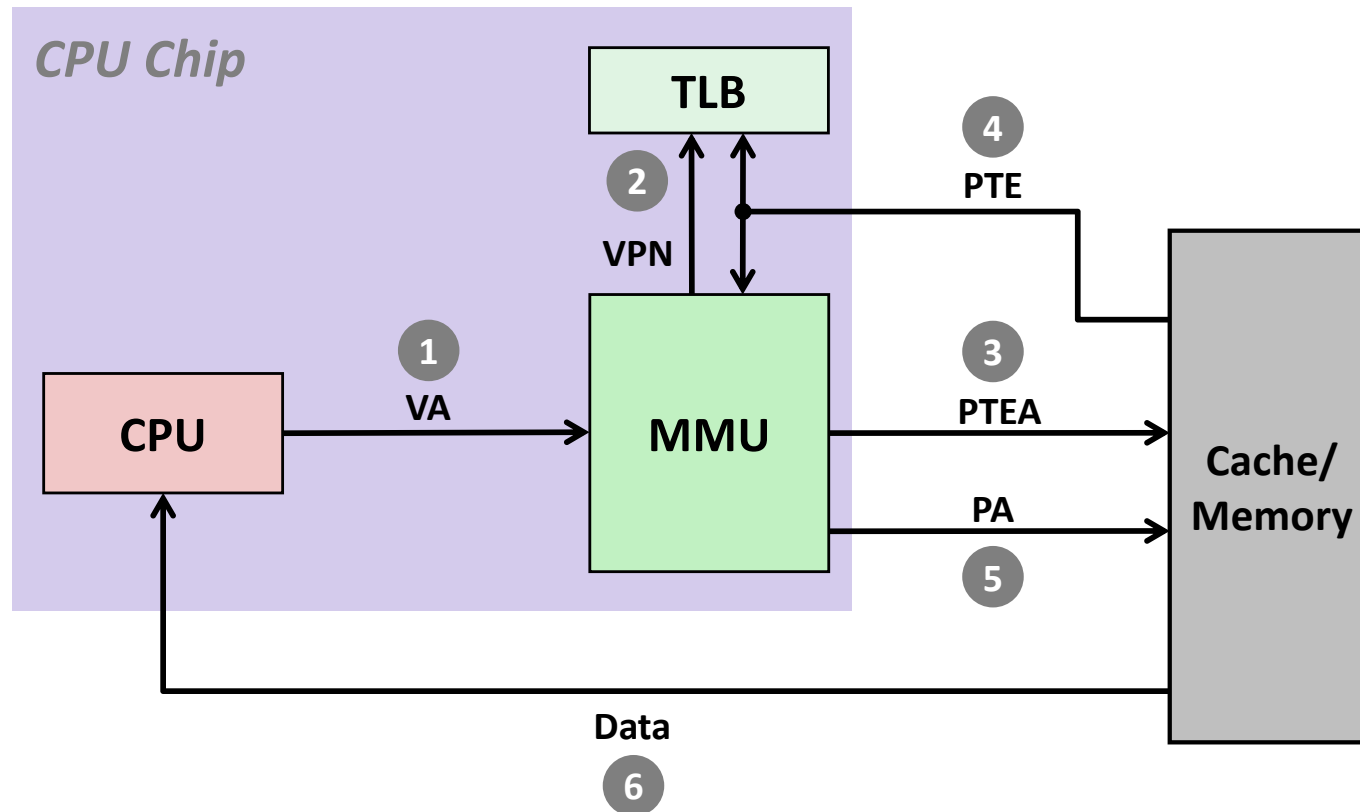 CPU Chip
TLB
4
PTE
2
VPN
1
VA
CPU
MMU
3
PTEA
PA
5
Cache/
Memory
Data
6